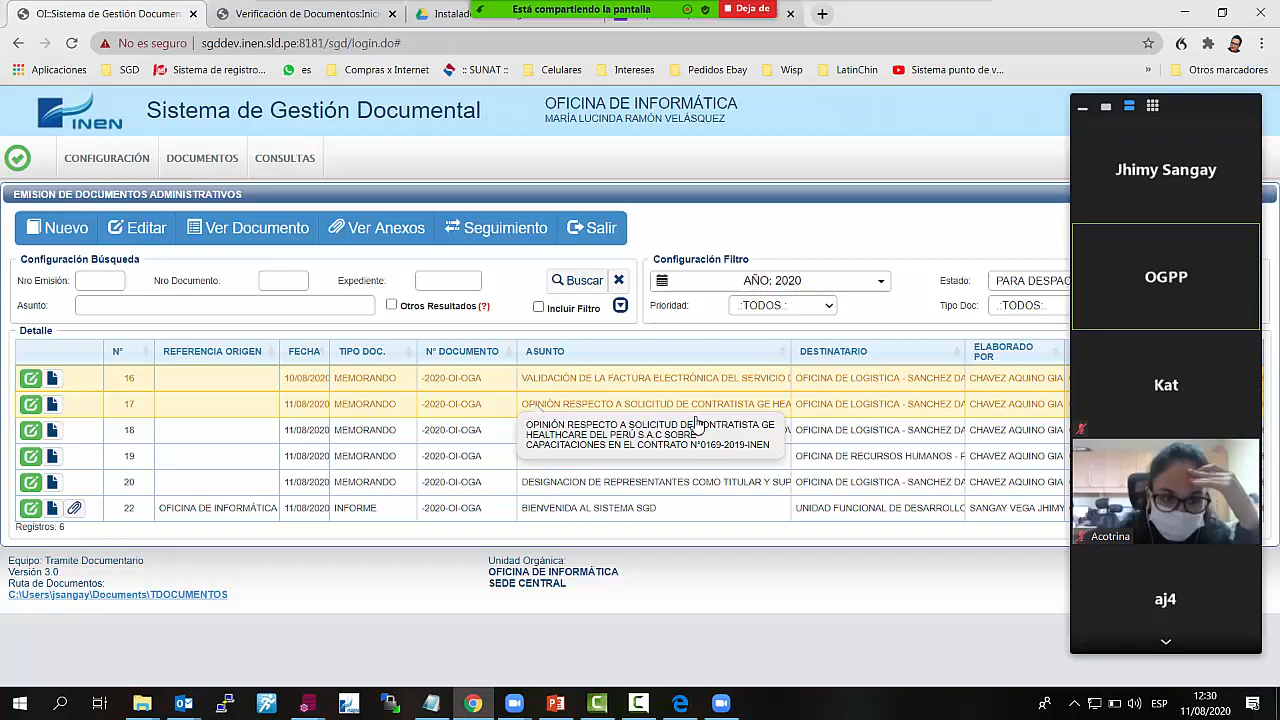 OI:Sistema de Gestión Documen
Verificación de Documentos:Inici
Instalad
Está compartiendo la pantalla
Deja de
No es seguro
sgddev.inen.sld.pe:8181/sgd/login.do#
Aplicaciones
SGD
Sistema de registro...
es
Compras x Internet
:: SUNAT ::
Celulares
Intereses
Pedidos Ebay
Wisp
LatinChin
Sistema punto de v...
»
Otros marcadores
INEN
Sistema de Gestión Documental
OFICINA DE INFORMÁTICA
MARÍA LUCINDA RAMÓN VELÁSQUEZ
CONFIGURACIÓN
DOCUMENTOS
CONSULTAS
EMISION DE DOCUMENTOS ADMINISTRATIVOS
Nuevo
Editar
Ver Documento
Ver Anexos
Seguimiento
Salir
Configuración Búsqueda
Nro Emisión:
Nro Documento:
Expediente:
Buscar
Asunto:
Otros Resultados (?)
Incluir Filtro
Configuración Filtro
AÑO: 2020
Estado:
PARA DESPAC
Prioridad:
.:TODOS :.
Tipo Doc:
.:TODOS:.
Detalle
N° REFERENCIA ORIGEN FECHA TIPO DOC. N° DOCUMENTO ASUNTO DESTINATARIO ELABORADO POR
16 10/08/2020 MEMORANDO -2020-OI-OGA VALIDACIÓN DE LA FACTURA ELECTRÓNICA DEL SERVICIO D OFICINA DE LOGISTICA - SANCHEZ DA CHAVEZ AQUINO GIA
17 11/08/2020 MEMORANDO -2020-OI-OGA OPINIÓN RESPECTO A SOLICITUD DE CONTRATISTA GE HEA OFICINA DE LOGISTICA - SANCHEZ DA CHAVEZ AQUINO GIA
OPINIÓN RESPECTO A SOLICITUD DE CONTRATISTA GE
HEALTHCARE DEL PERÚ S.A.C SOBRE
CAPACITACIONES EN EL CONTRATO N°0169-2019-INEN
18 11/08/2020 MEMORANDO -2020-OI-OGA OFICINA DE LOGISTICA - SANCHEZ DA CHAVEZ AQUINO GIA
19 11/08/2020 MEMORANDO -2020-OI-OGA OFICINA DE RECURSOS HUMANOS - P CHAVEZ AQUINO GIA
20 11/08/2020 MEMORANDO -2020-OI-OGA DESIGNACION DE REPRESENTANTES COMO TITULAR Y SUP OFICINA DE LOGISTICA - SANCHEZ DA CHAVEZ AQUINO GIA
22 OFICINA DE INFORMÁTICA 11/08/2020 INFORME -2020-OI-OGA BIENVENIDA AL SISTEMA SGD UNIDAD FUNCIONAL DE DESARROLLO SANGAY VEGA JHIMY
Registros: 6
Equipo: Tramite Documentario
Versión 3.0
Ruta de Documentos:
C:\Users\jsangay\Documents\TDOCUMENTOS
Unidad Orgánica:
OFICINA DE INFORMÁTICA
SEDE CENTRAL
Jhimy Sangay
OGPP
Kat
Acotrina
aj4
ESP
12:30
11/08/2020